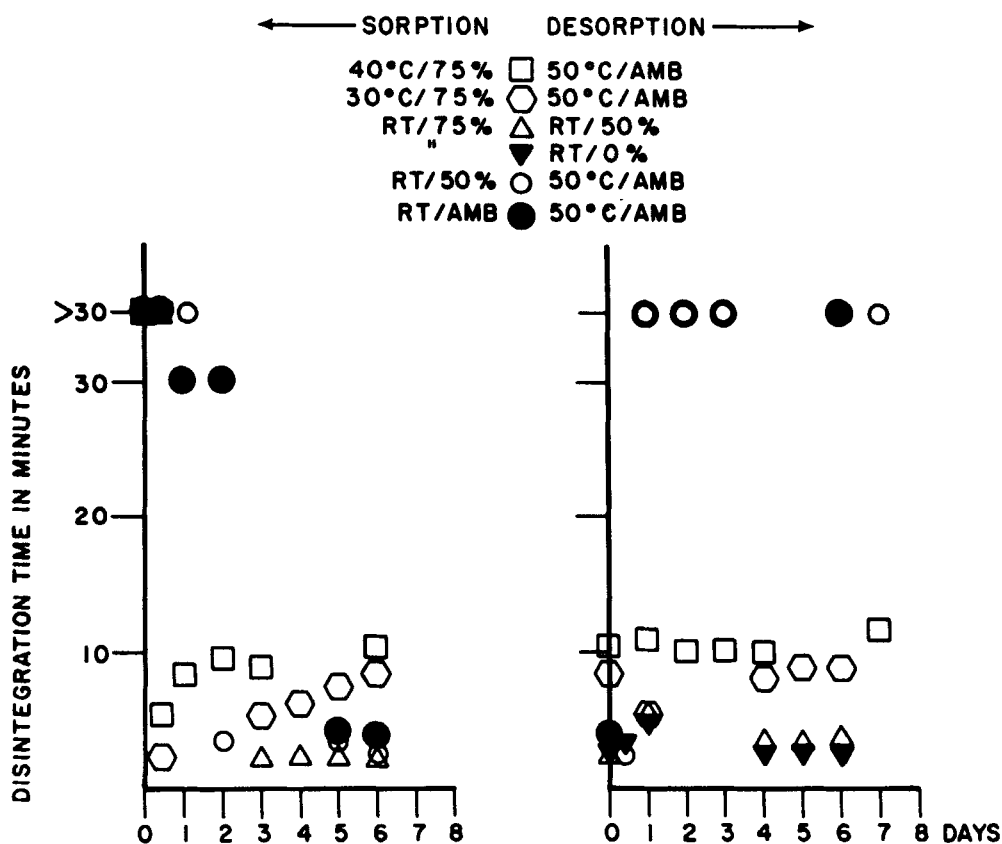 SORPTION DESORPTION
40°C/75% 50°C/AMB
30°C/75% 50°C/AMB
RT/75% RT/50%
" RT/0%
RT/50% 50°C/AMB
RT/AMB 50°C/AMB
DISINTEGRATION TIME IN MINUTES
>30
30
20
10
0 1 2 3 4 5 6 7 8
0 1 2 3 4 5 6 7 8 DAYS